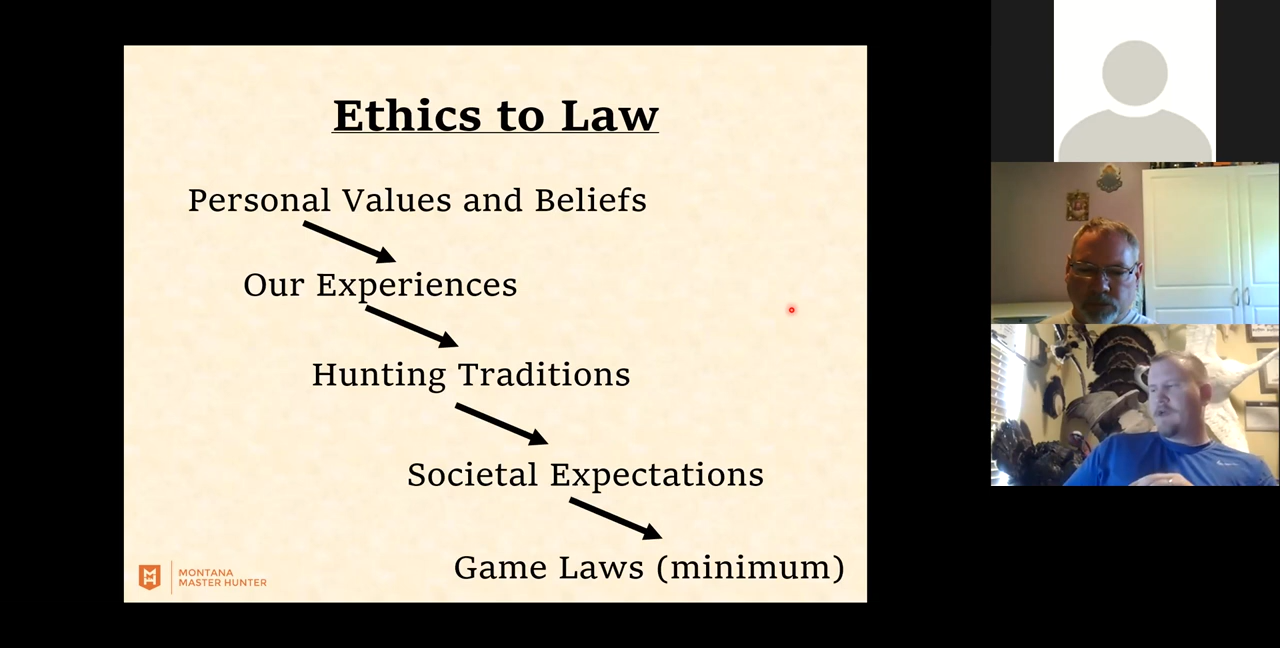 Ethics to Law
Personal Values and Beliefs
Our Experiences
Hunting Traditions
Societal Expectations
Game Laws (minimum)
MONTANA
MASTER HUNTER